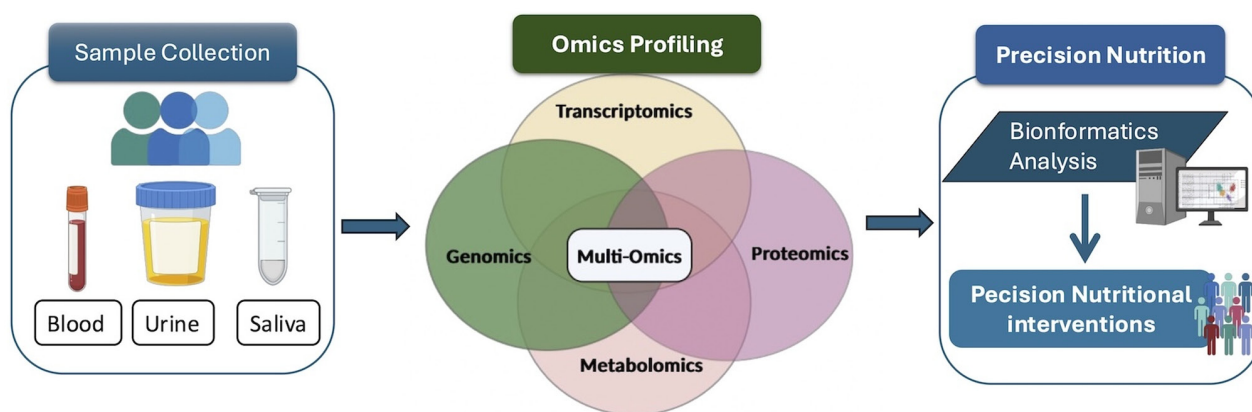 Sample Collection
Blood
Urine
Saliva
Omics Profiling
Transcriptomics
Genomics
Multi-Omics
Proteomics
Metabolomics
Precision Nutrition
Bionformatics
Analysis
Pecision Nutritional
interventions